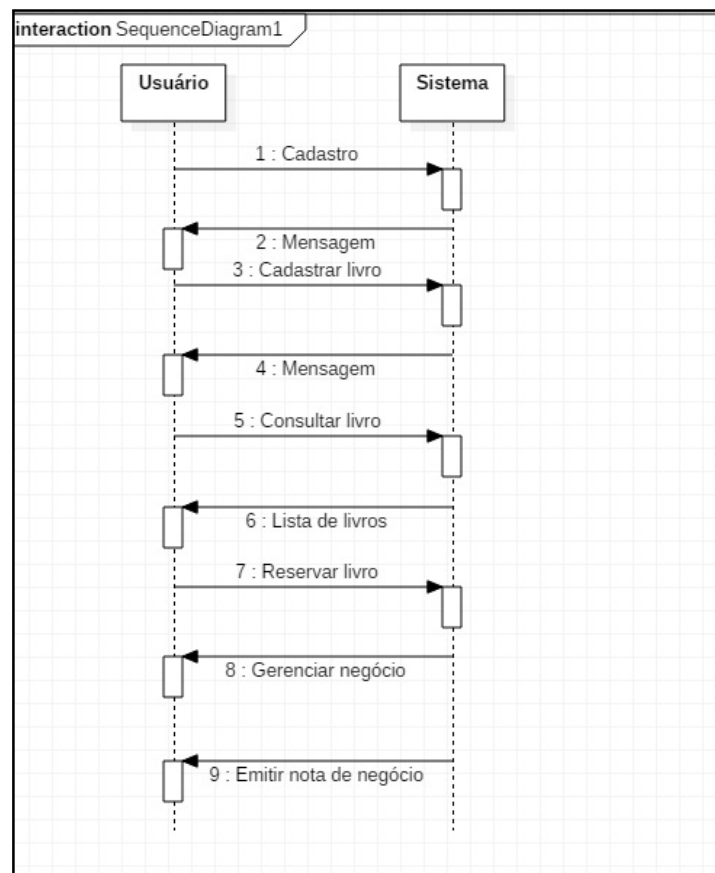 interaction SequenceDiagram1
Usuário
Sistema
1 : Cadastro
2 : Mensagem
3 : Cadastrar livro
4 : Mensagem
5 : Consultar livro
6 : Lista de livros
7 : Reservar livro
8 : Gerenciar negócio
9 : Emitir nota de negócio